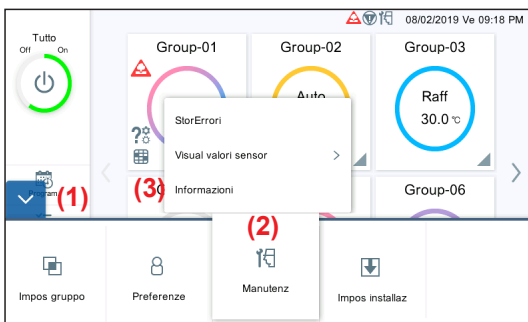 08/02/2019 Ve 09:18 PM
Tutto
Off On
Group-01
Group-02
Group-03
Auto
Raff
30.0 °C
StorErrori
Visual valori sensor
Informazioni
Program
(1)
(3)
(2)
Group-06
Impos gruppo
Preferenze
Manutenz
Impos installaz